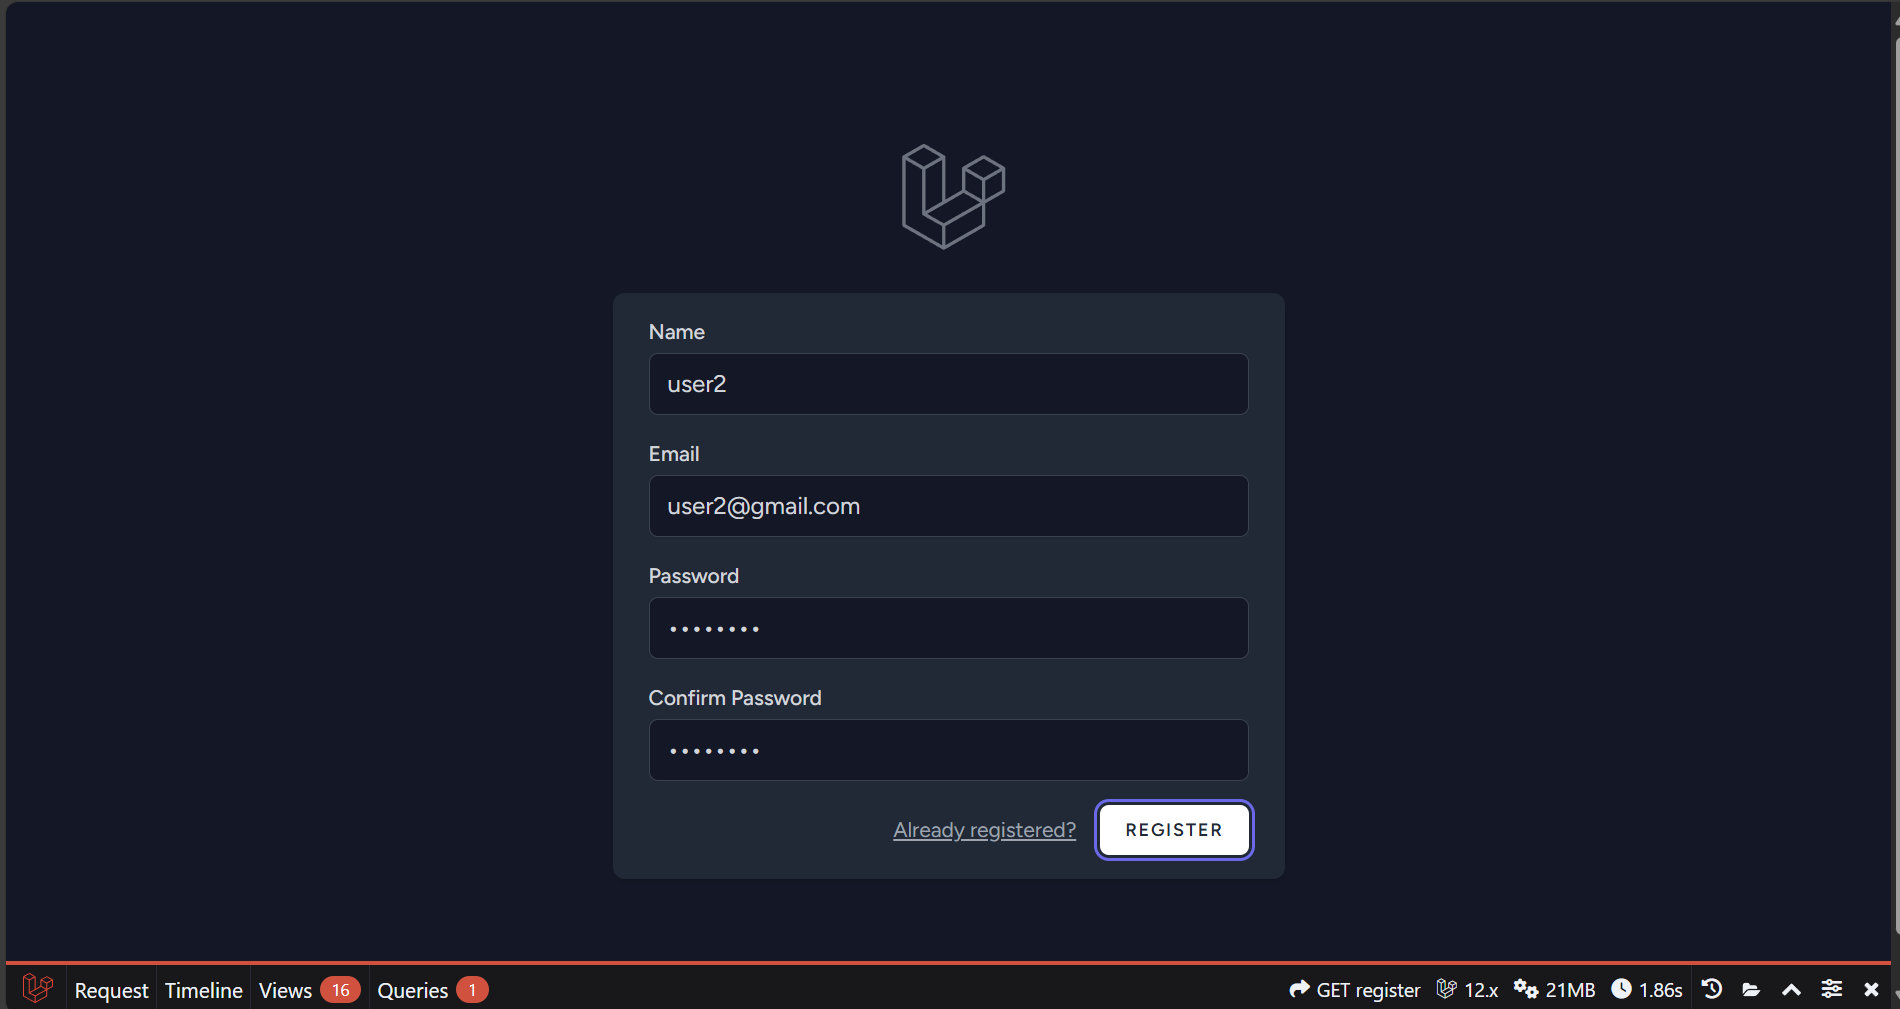 Name
user2
Email
user2@gmail.com
Password
••••••••
Confirm Password
••••••••
Already registered? REGISTER
Request Timeline Views 16 Queries 1 GET register 12.x 21MB 1.86s